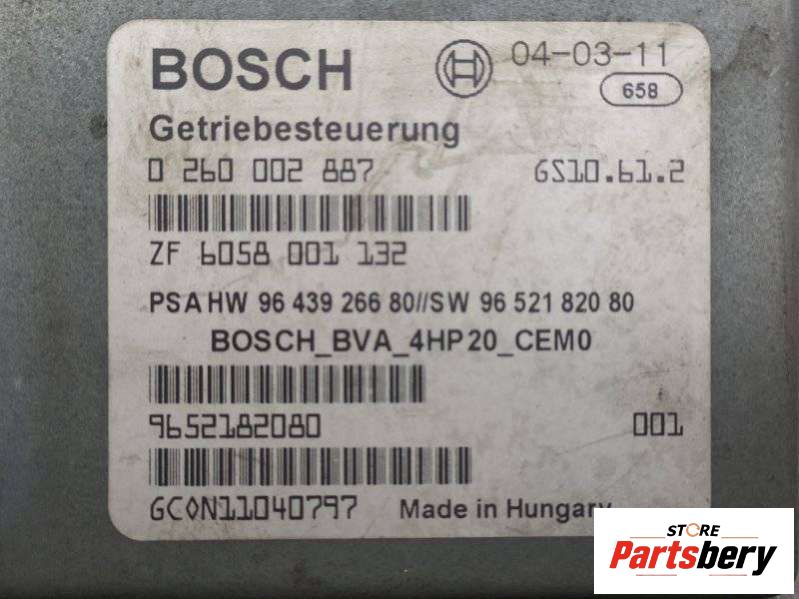 BOSCH 04-03-11
658
Getriebesteuerung
0 260 002 887 GS10.61.2
ZF 6058 001 132
PSA HW 96 439 266 80//SW 96 521 820 80
BOSCH_BVA_4HP20_CEM0
9652182080 001
GC0N11040797 Made in Hungary
STORE
Partsbery